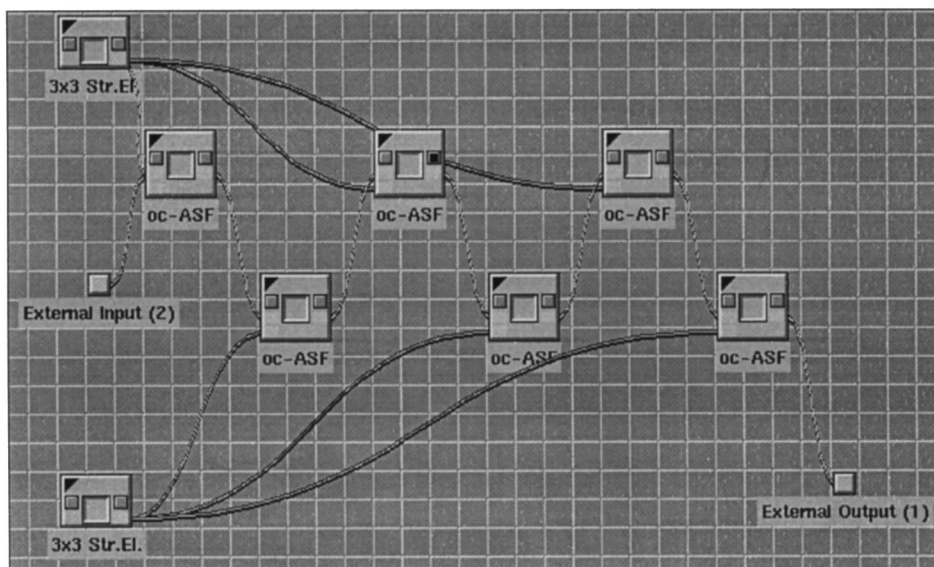 3x3 Str.El.
oc-ASF
oc-ASF
oc-ASF
External Input (2)
oc-ASF
oc-ASF
oc-ASF
3x3 Str.El.
External Output (1)